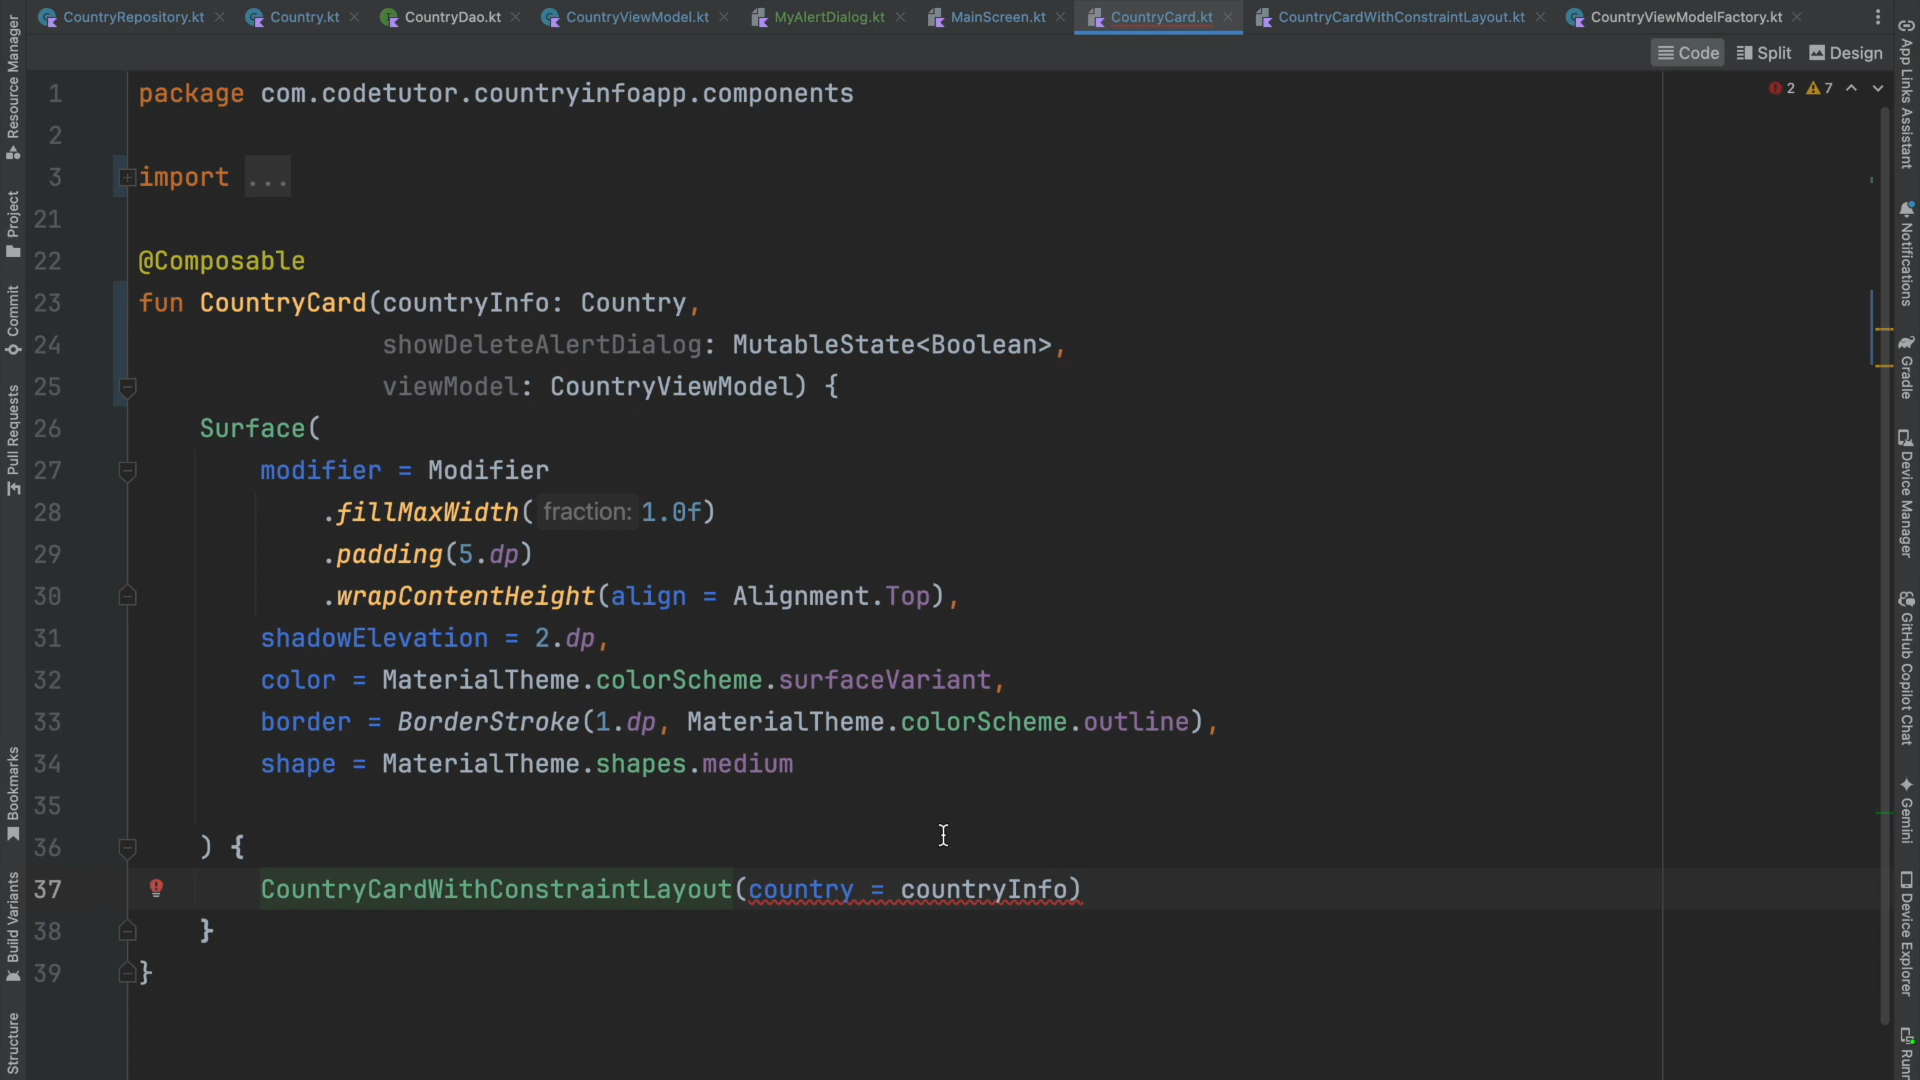 CountryRepository.kt Country.kt CountryDao.kt CountryViewModel.kt MyAlertDialog.kt MainScreen.kt CountryCard.kt CountryCardWithConstraintLayout.kt CountryViewModelFactory.kt
Code Split Design
2 7
1 package com.codetutor.countryinfoapp.components
2
3 import ...
21
22 @Composable
23 fun CountryCard(countryInfo: Country,
24 showDeleteAlertDialog: MutableState<Boolean>,
25 viewModel: CountryViewModel) {
26 Surface(
27 modifier = Modifier
28 .fillMaxWidth( fraction: 1.0f)
29 .padding(5.dp)
30 .wrapContentHeight(align = Alignment.Top),
31 shadowElevation = 2.dp,
32 color = MaterialTheme.colorScheme.surfaceVariant,
33 border = BorderStroke(1.dp, MaterialTheme.colorScheme.outline),
34 shape = MaterialTheme.shapes.medium
35
36 ) {
37 CountryCardWithConstraintLayout(country = countryInfo)
38 }
39 }
Resource Manager
Project
Commit
Pull Requests
Bookmarks
Build Variants
Structure
App Links Assistant
Notifications
Gradle
Device Manager
GitHub Copilot Chat
Gemini
Device Explorer